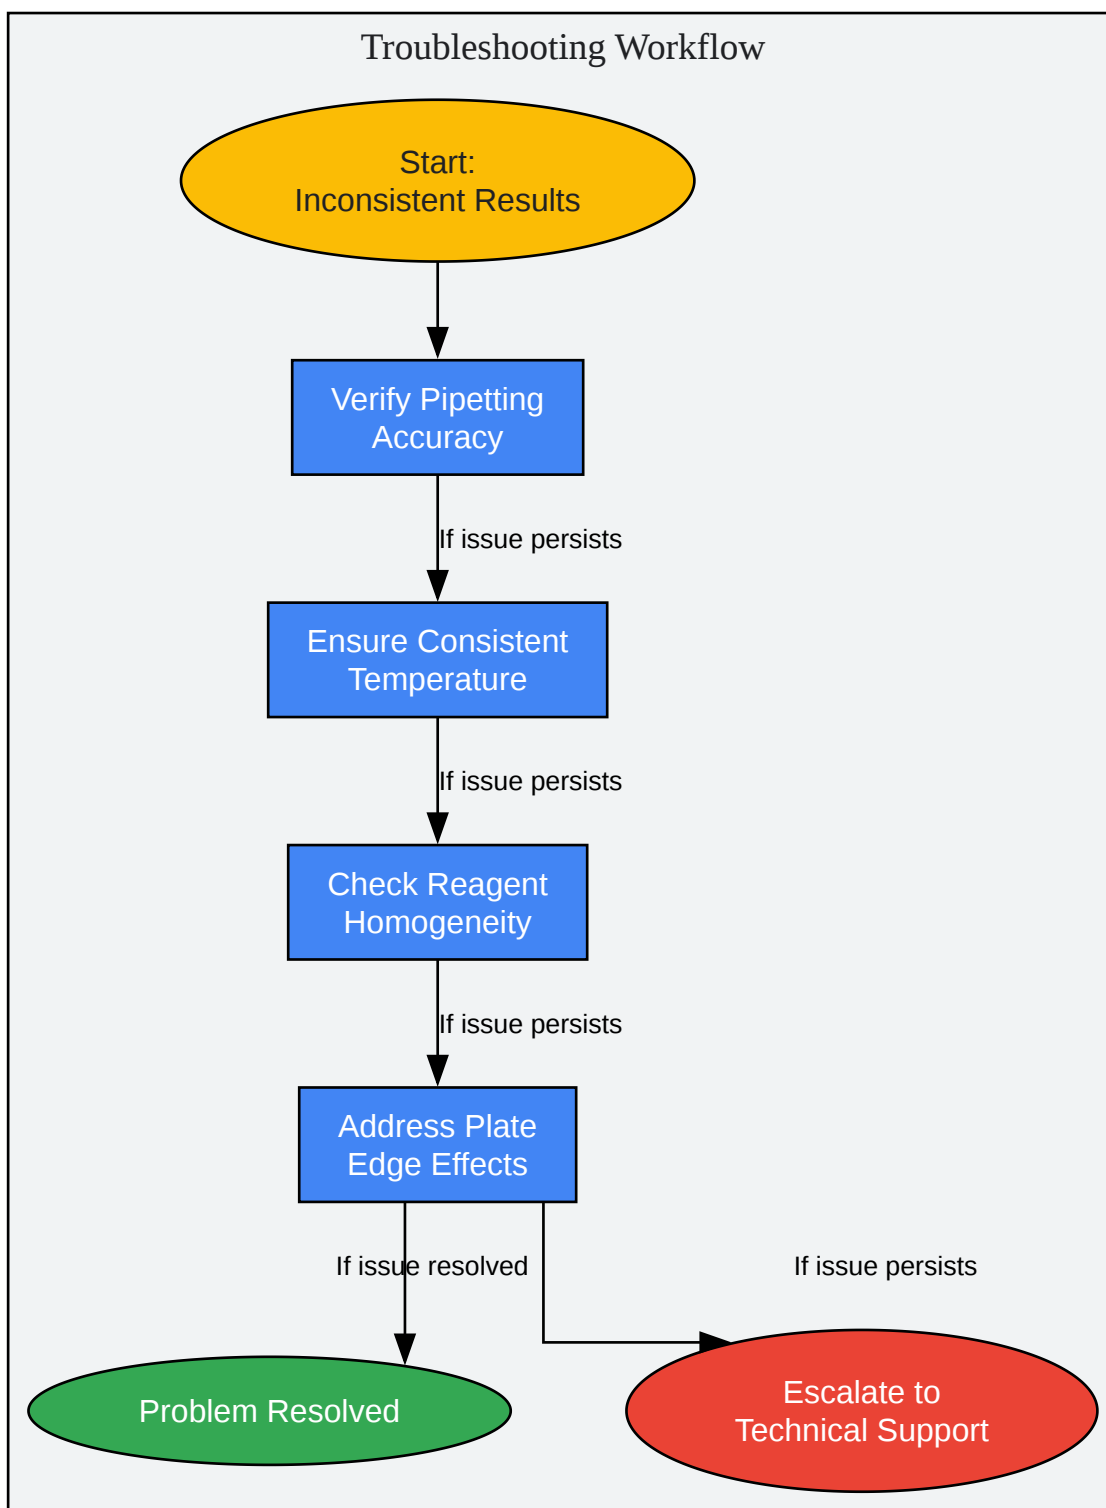 Troubleshooting Workflow
Start:
Inconsistent Results
Verify Pipetting
Accuracy
If issue persists
Ensure Consistent
Temperature
If issue persists
Check Reagent
Homogeneity
If issue persists
Address Plate
Edge Effects
If issue resolved
If issue persists
Problem Resolved
Escalate to
Technical Support